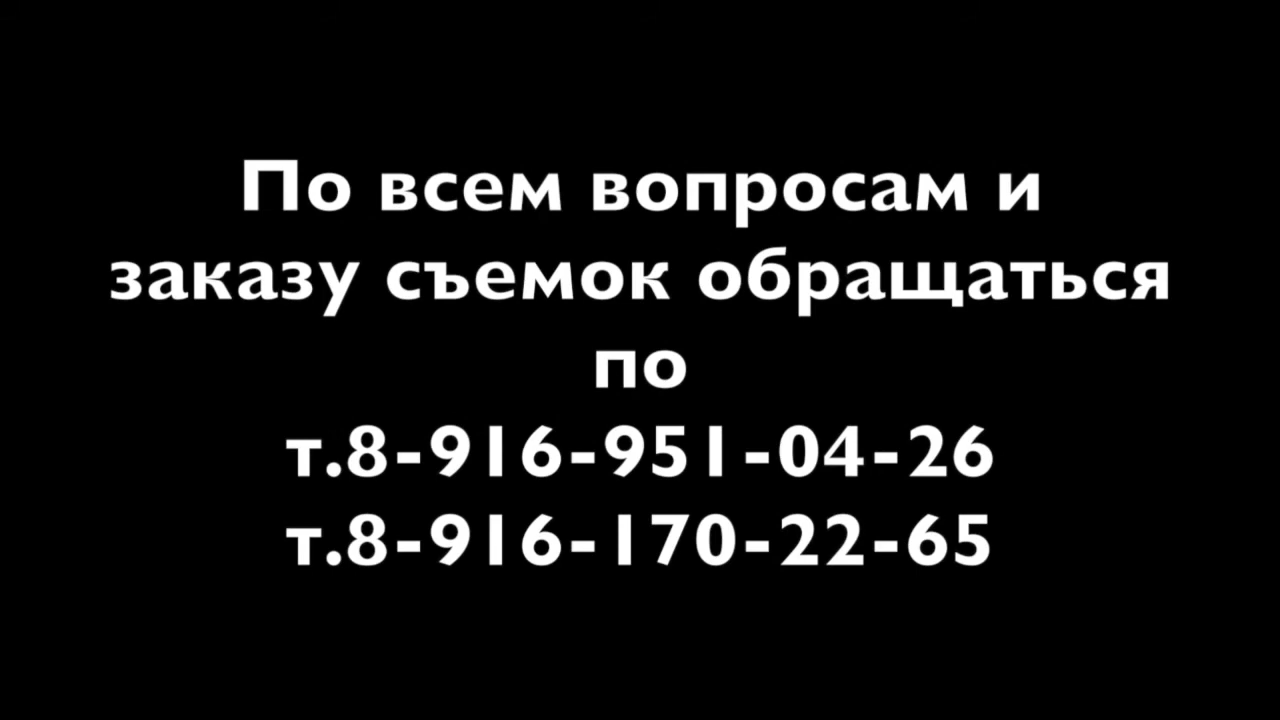 По всем вопросам и
заказу съемок обращаться
по
т.8-916-951-04-26
т.8-916-170-22-65